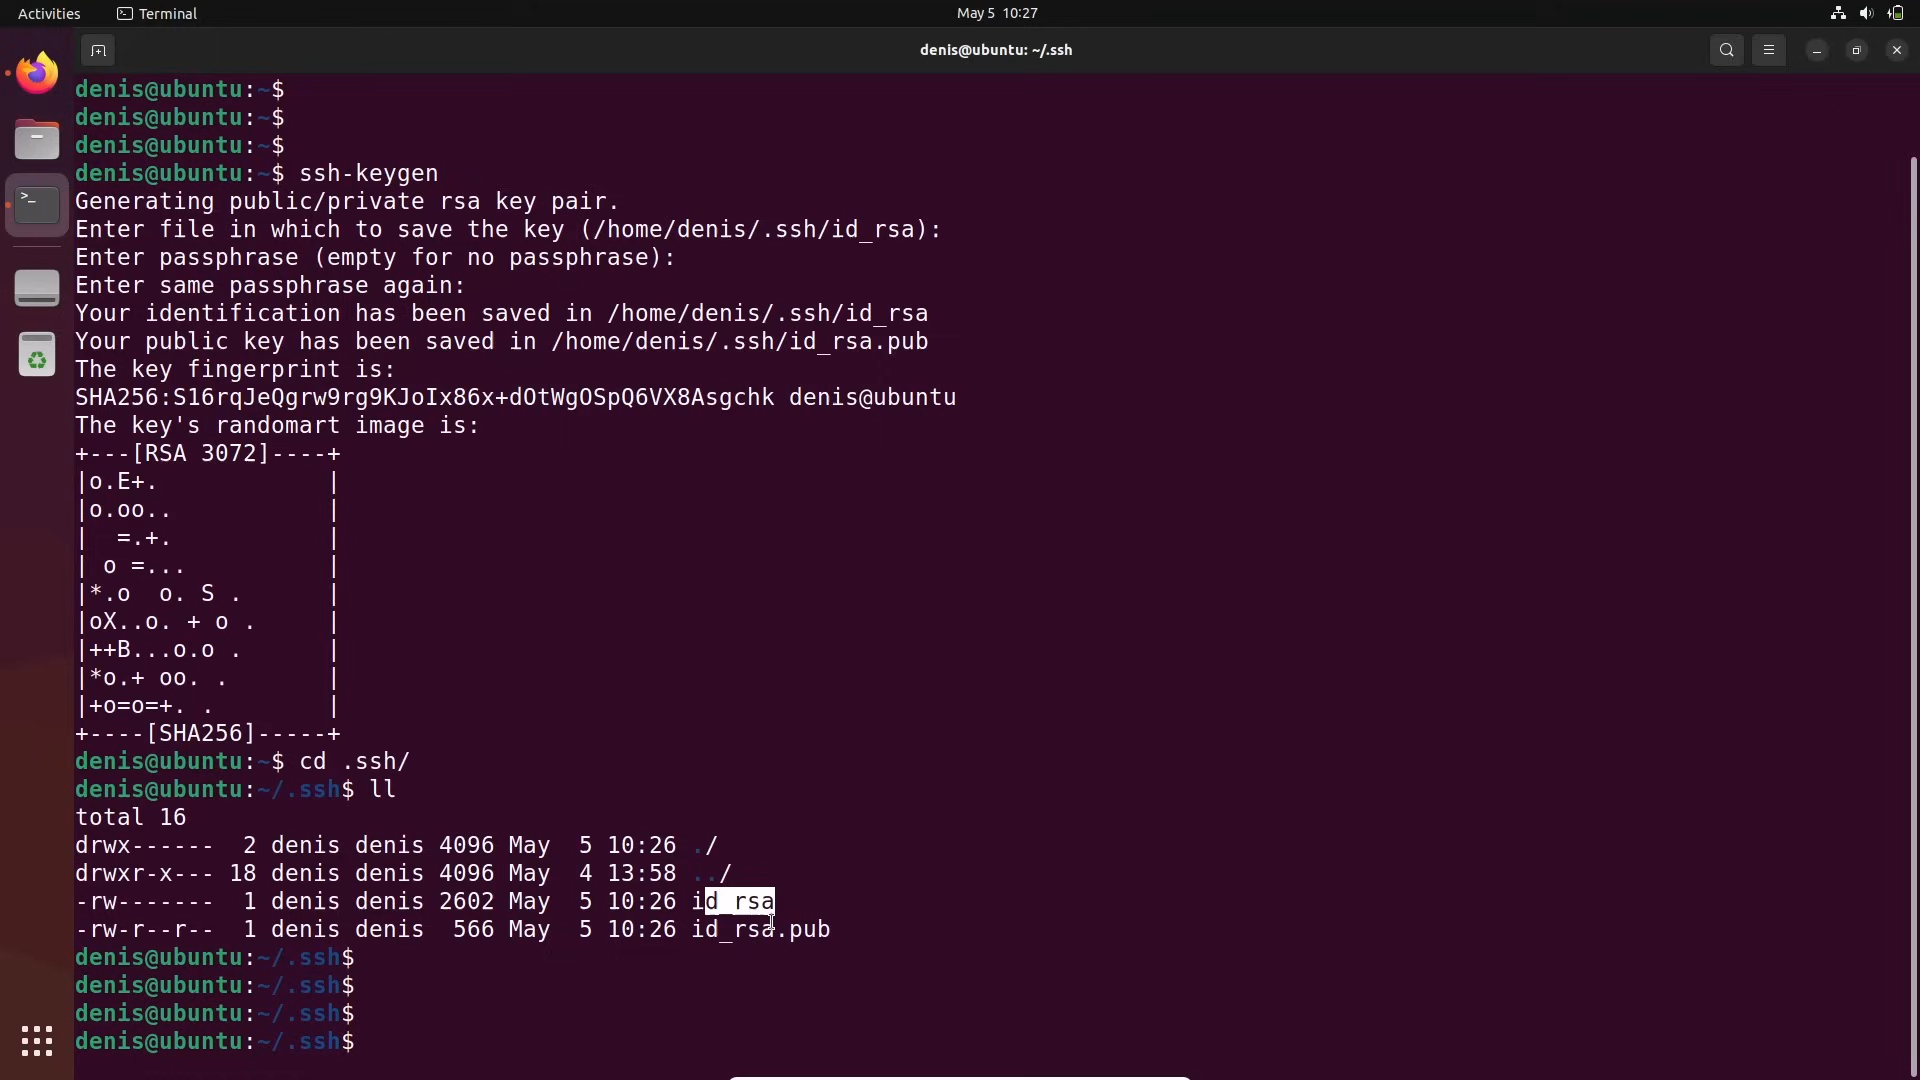 Activities Terminal May 5 10:27
denis@ubuntu: ~/.ssh
denis@ubuntu:~$
denis@ubuntu:~$
denis@ubuntu:~$
denis@ubuntu:~$ ssh-keygen
Generating public/private rsa key pair.
Enter file in which to save the key (/home/denis/.ssh/id_rsa):
Enter passphrase (empty for no passphrase):
Enter same passphrase again:
Your identification has been saved in /home/denis/.ssh/id_rsa
Your public key has been saved in /home/denis/.ssh/id_rsa.pub
The key fingerprint is:
SHA256:S16rqJeQgrw9rg9KJoIx86x+dOtWgOSpQ6VX8Asgchk denis@ubuntu
The key's randomart image is:
+---[RSA 3072]----+
|o.E+.            |
|o.oo..           |
|  =.+.           |
| o =...          |
|*.o  o. S .      |
|oX..o. + o .     |
|++B...o.o .      |
|*o.+ oo. .       |
|+o=o=+. .        |
+----[SHA256]-----+
denis@ubuntu:~$ cd .ssh/
denis@ubuntu:~/.ssh$ ll
total 16
drwx------  2 denis denis 4096 May  5 10:26 ./
drwxr-x--- 18 denis denis 4096 May  4 13:58 ../
-rw-------  1 denis denis 2602 May  5 10:26 id_rsa
-rw-r--r--  1 denis denis  566 May  5 10:26 id_rsa.pub
denis@ubuntu:~/.ssh$
denis@ubuntu:~/.ssh$
denis@ubuntu:~/.ssh$
denis@ubuntu:~/.ssh$